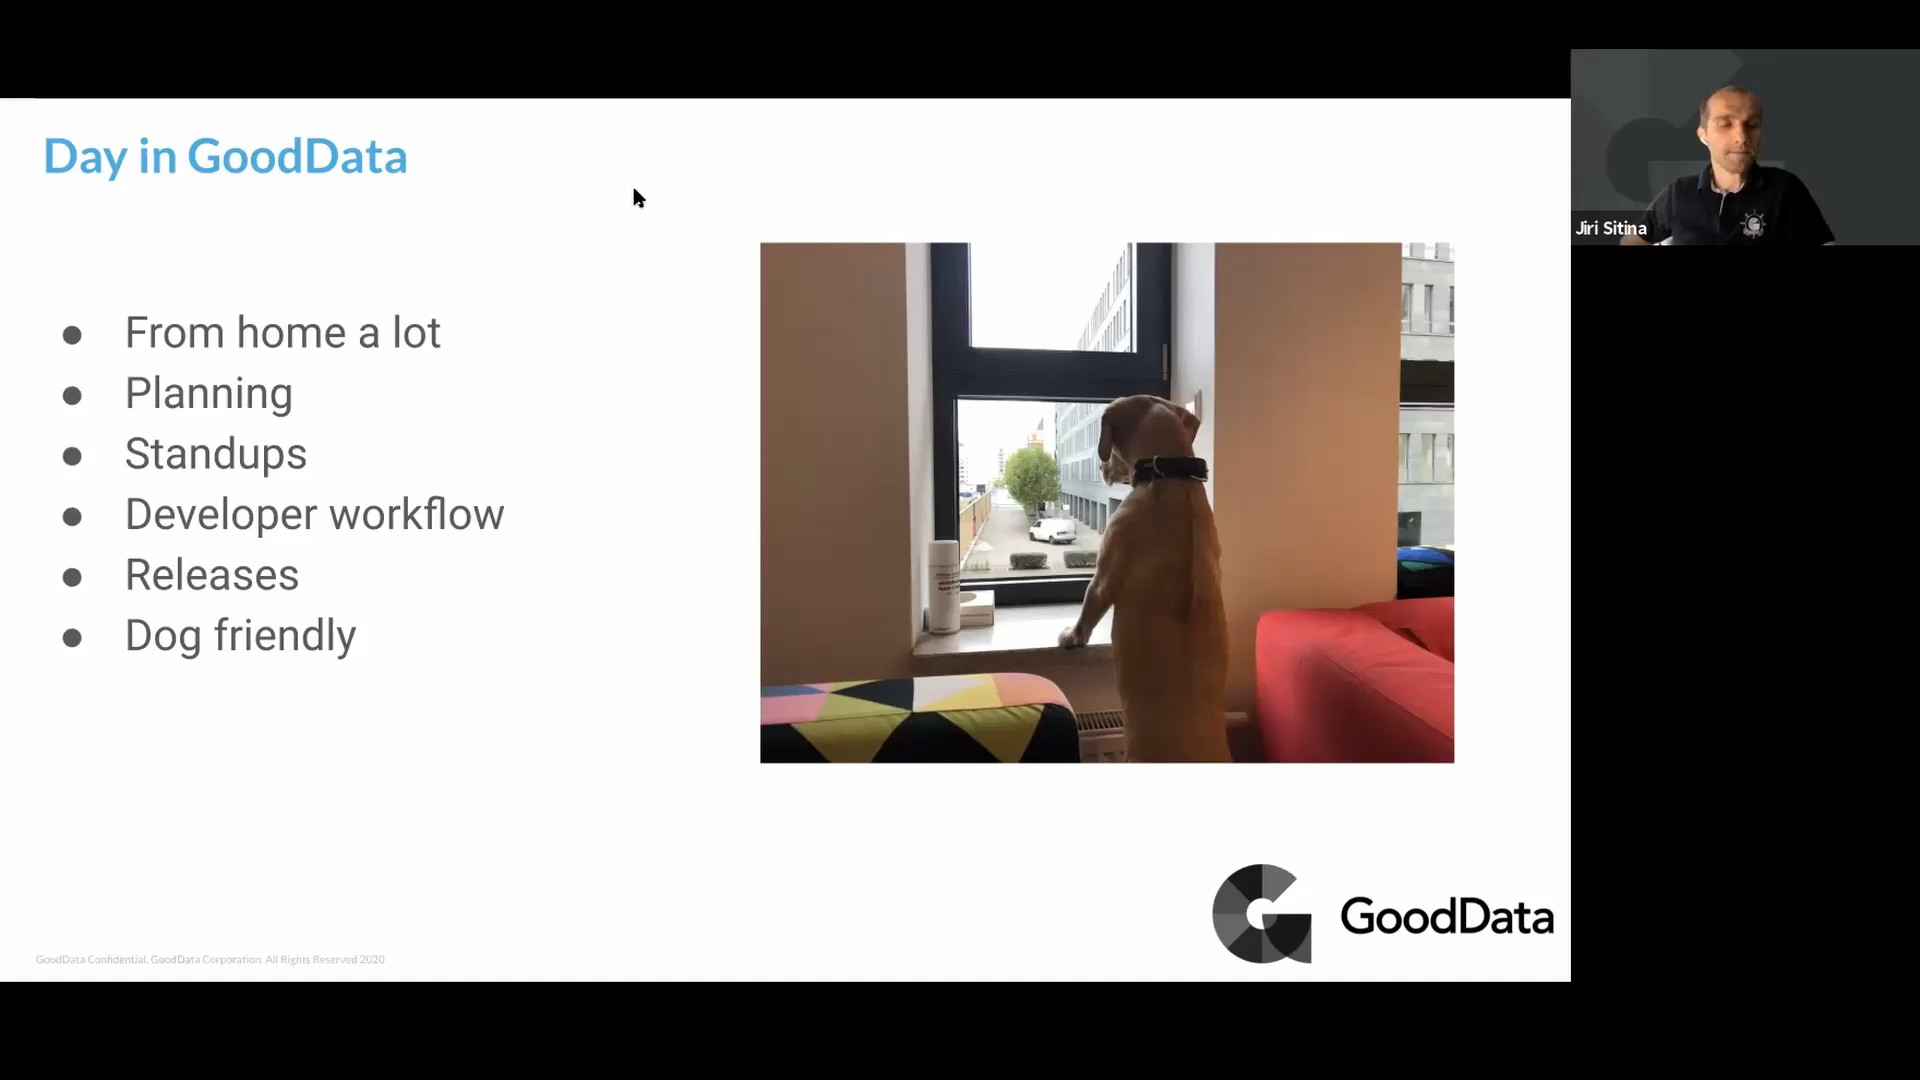 Day in GoodData
Jiri Sitina
● From home a lot
● Planning
● Standups
● Developer workflow
● Releases
● Dog friendly
GoodData
GoodData Confidential. GoodData Corporation. All Rights Reserved 2020